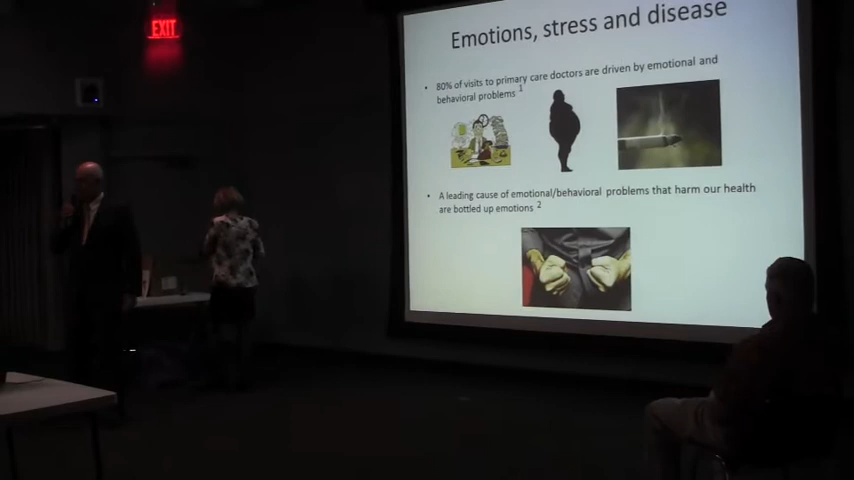 EXIT
Emotions, stress and disease
• 80% of visits to primary care doctors are driven by emotional and
behavioral problems 1
• A leading cause of emotional/behavioral problems that harm our health
are bottled up emotions 2